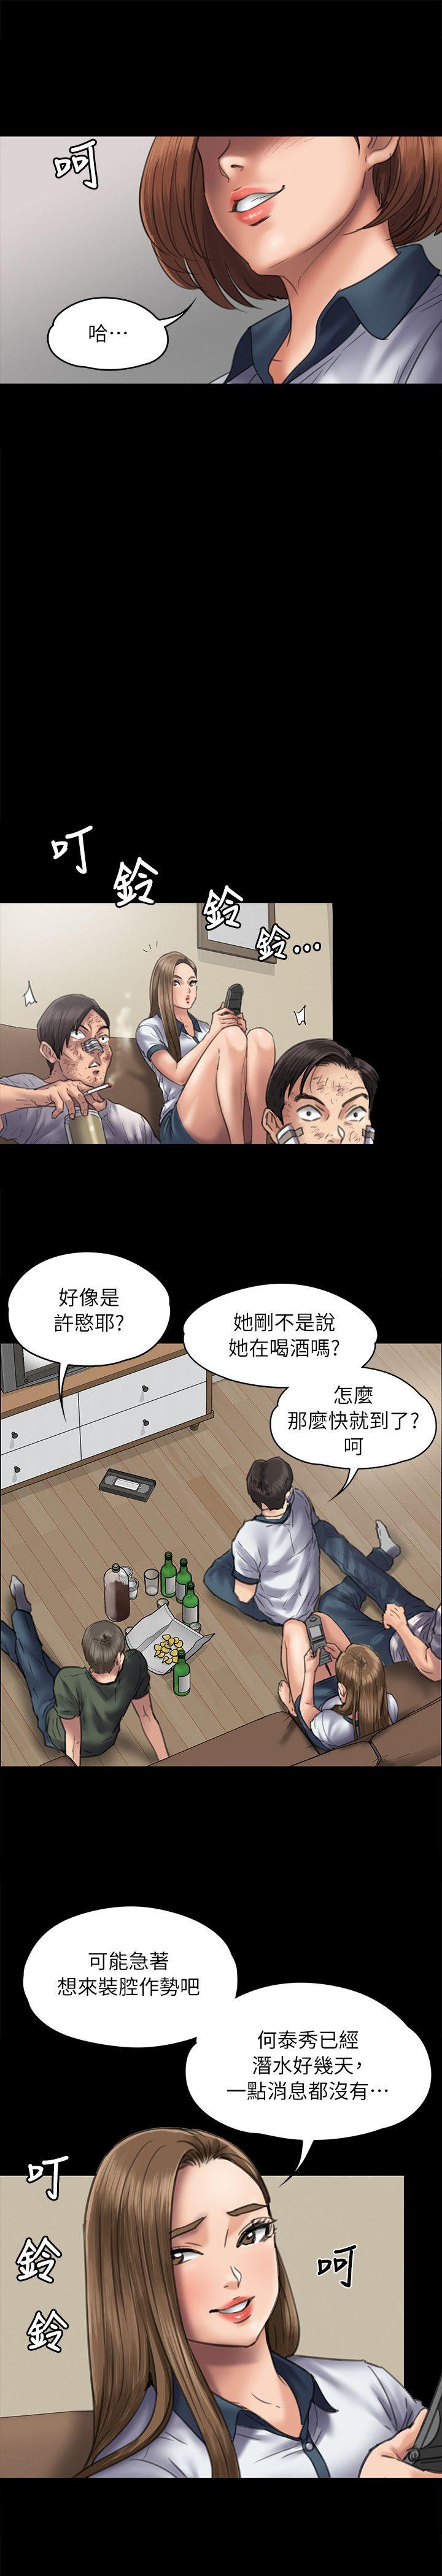 呵
哈…
叮
鈴
鈴
鈴…
好像是
許愍耶?
她剛不是說
她在喝酒嗎?
怎麼
那麼快就到了?
呵
可能急著
想來裝腔作勢吧
何泰秀已經
潛水好幾天，
一點消息都沒有…
叮
鈴
鈴
呵